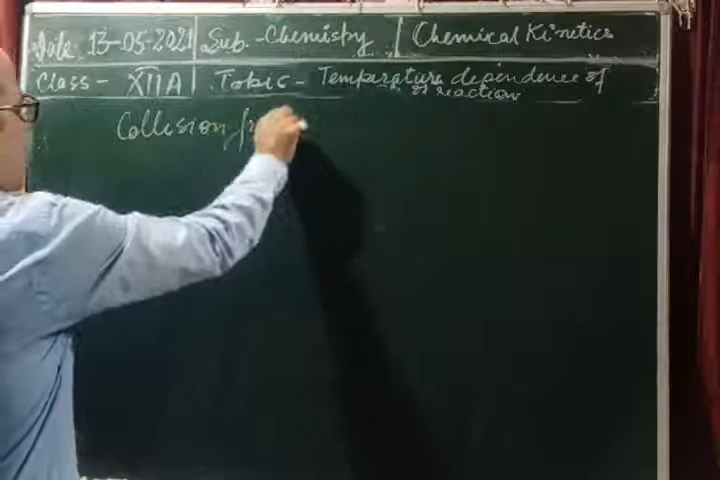 Date 13-05-2021 Sub.-Chemistry Chemical Kinetics
Class - XIIA Topic - Temperature dependence of
of reaction
Collision